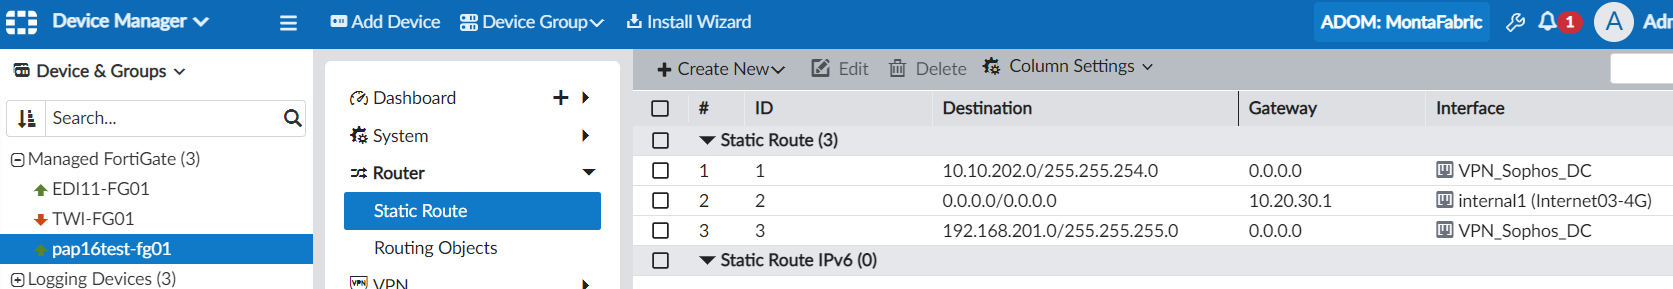 Device Manager
Add Device Device Group Install Wizard
ADOM: MontaFabric 1 A
Device & Groups
Search...
Managed FortiGate (3)
EDI11-FG01
TWI-FG01
pap16test-fg01
Logging Devices (3)
Dashboard
System
Router
Static Route
Routing Objects
VPN VPN
Create New Edit Delete Column Settings
# ID Destination Gateway Interface
Static Route (3)
1 1 10.10.202.0/255.255.254.0 0.0.0.0 VPN_Sophos_DC
2 2 0.0.0.0/0.0.0.0 10.20.30.1 internal1 (Internet03-4G)
3 3 192.168.201.0/255.255.255.0 0.0.0.0 VPN_Sophos_DC
Static Route IPv6 (0)